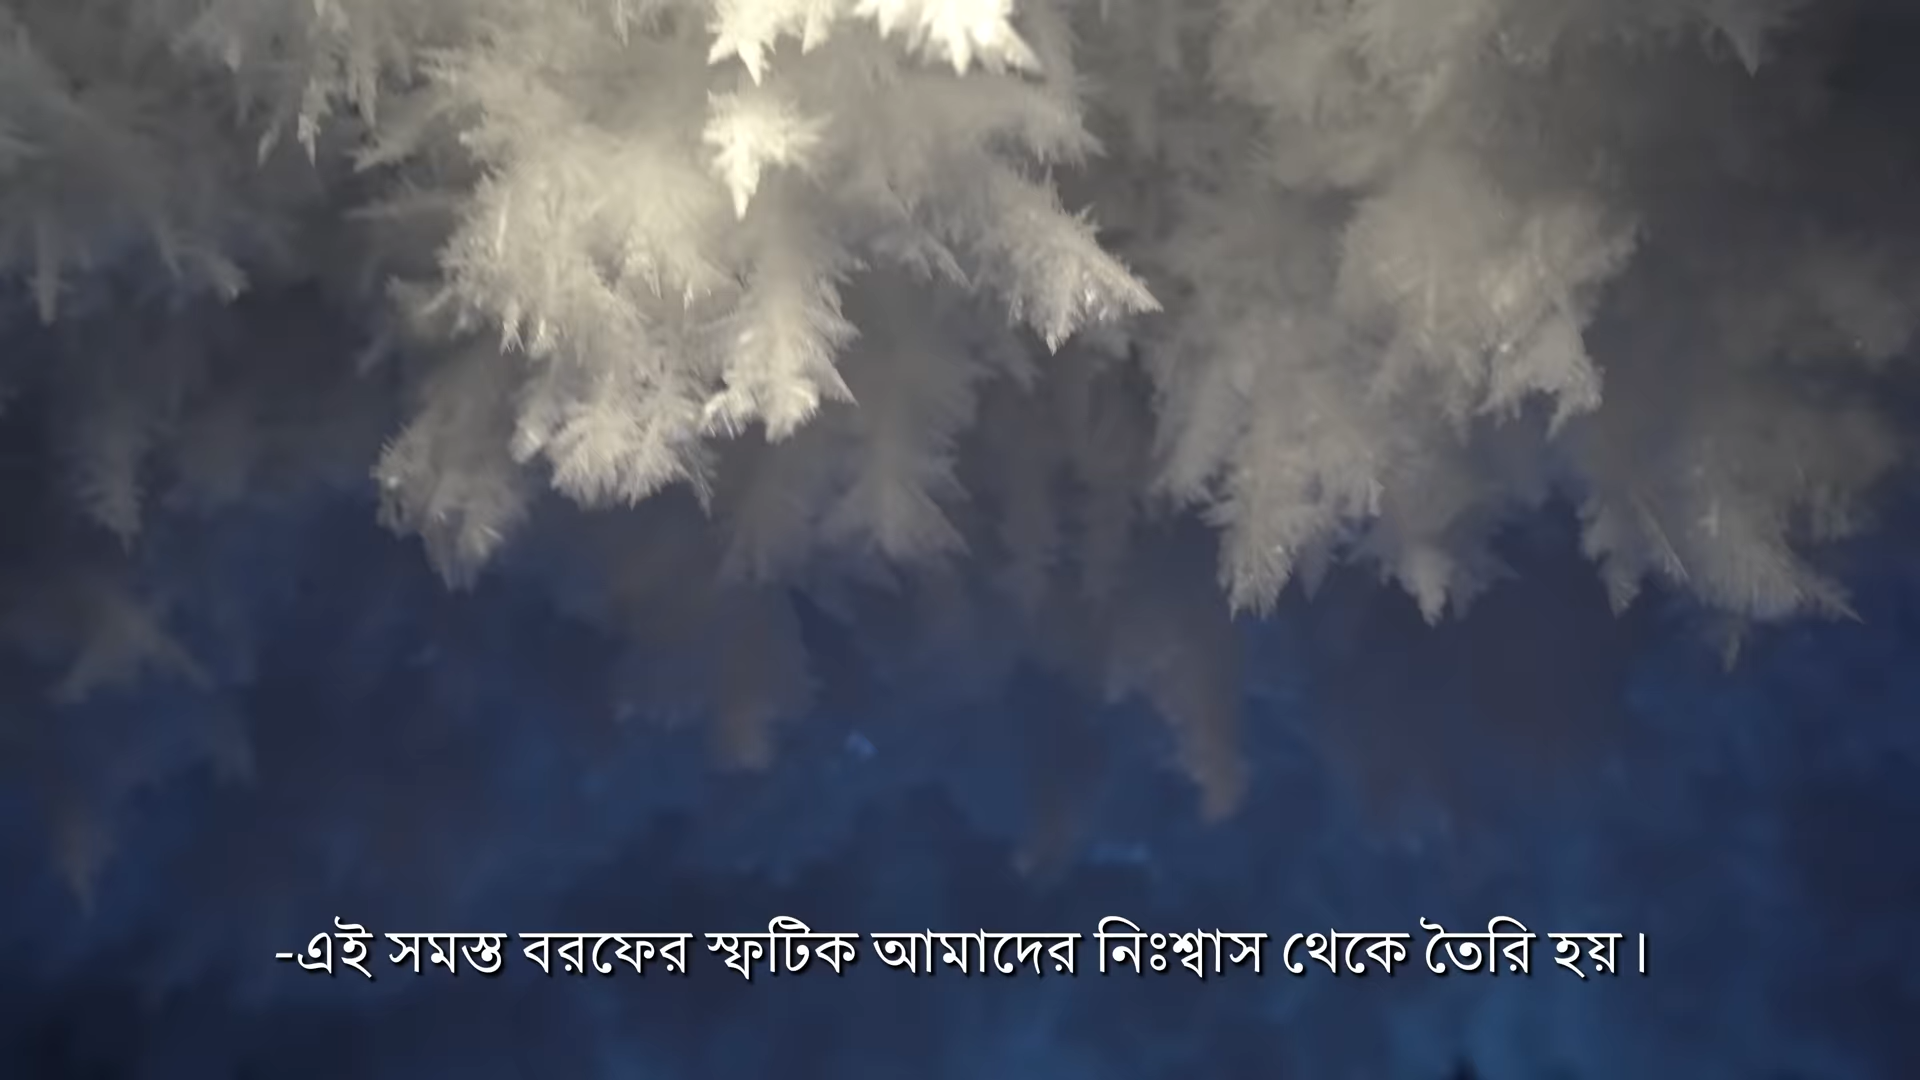 -এই সমস্ত বরফের স্ফটিক আমাদের নিঃশ্বাস থেকে তৈরি হয়।